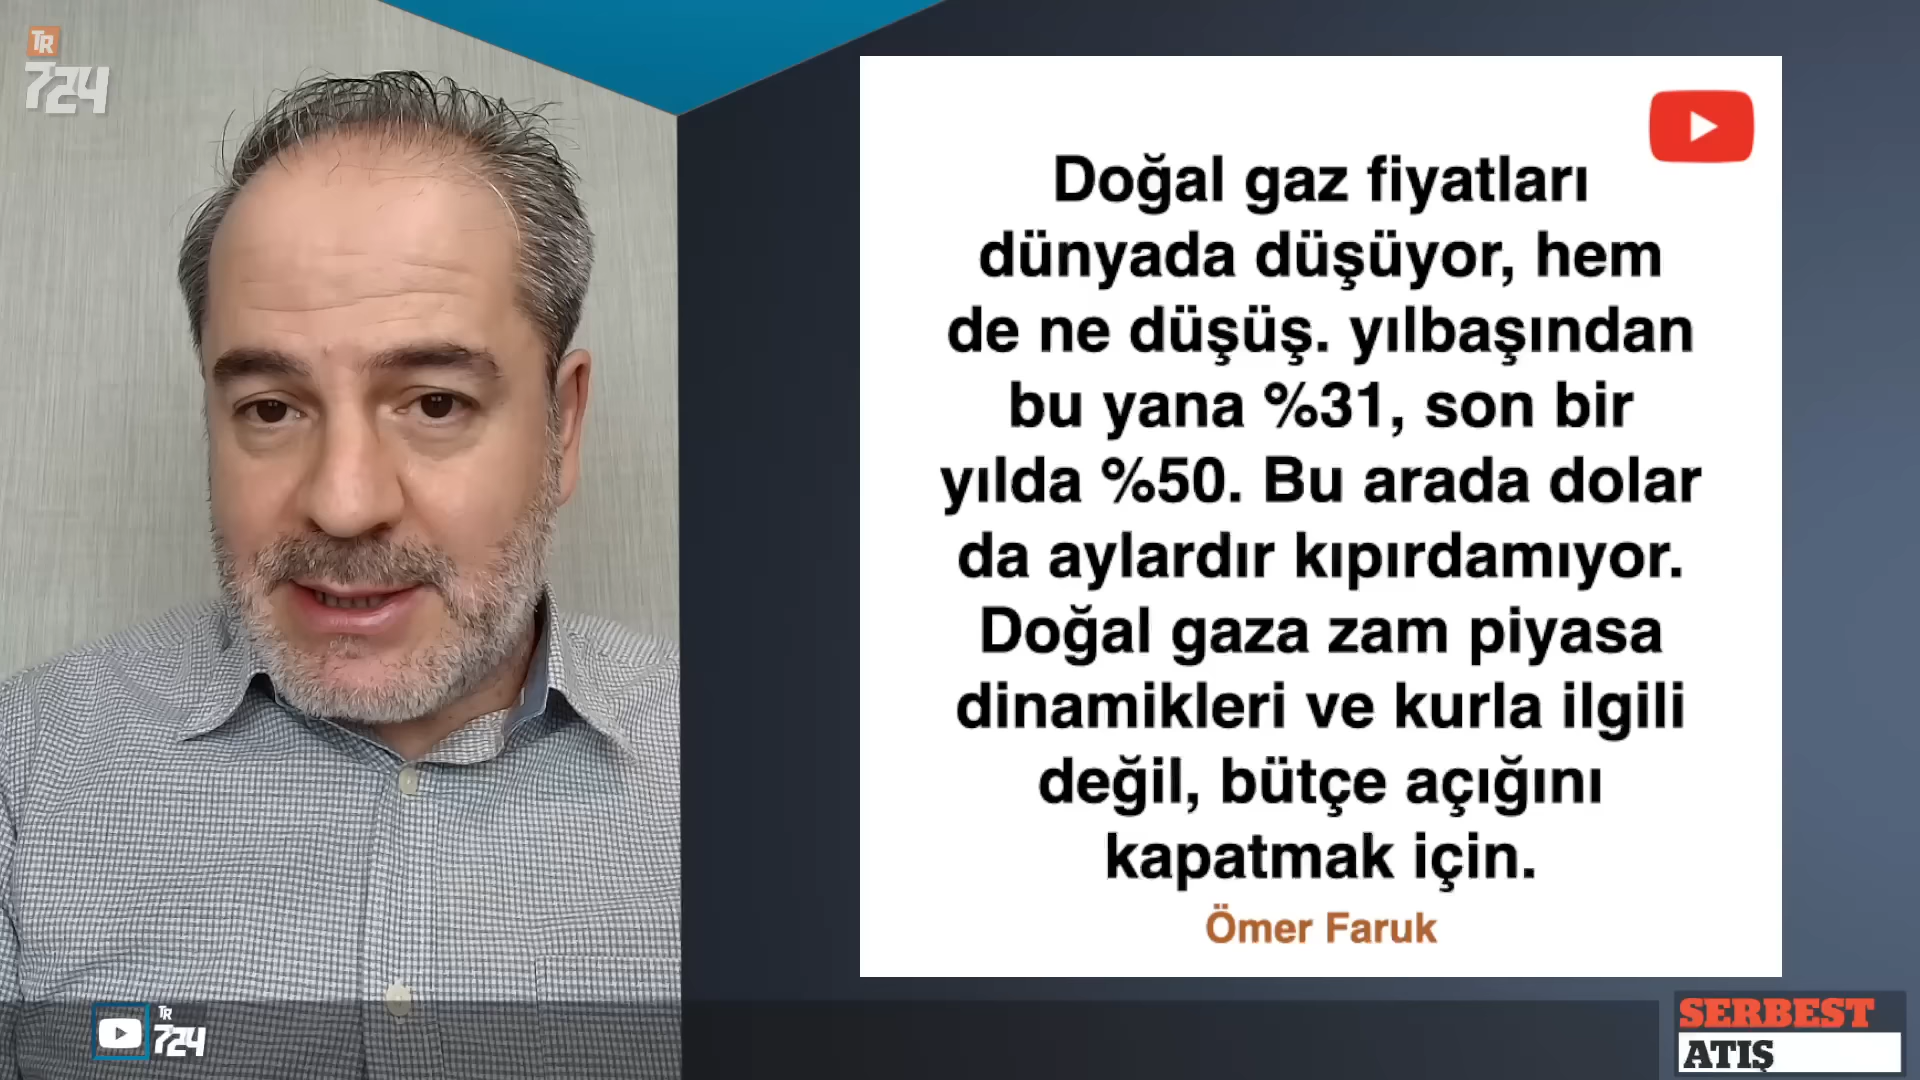 TR
724
Doğal gaz fiyatları
dünyada düşüyor, hem
de ne düşüş. yılbaşından
bu yana %31, son bir
yılda %50. Bu arada dolar
da aylardır kıpırdamıyor.
Doğal gaza zam piyasa
dinamikleri ve kurla ilgili
değil, bütçe açığını
kapatmak için.
Ömer Faruk
TR
724
SERBEST
ATIŞ